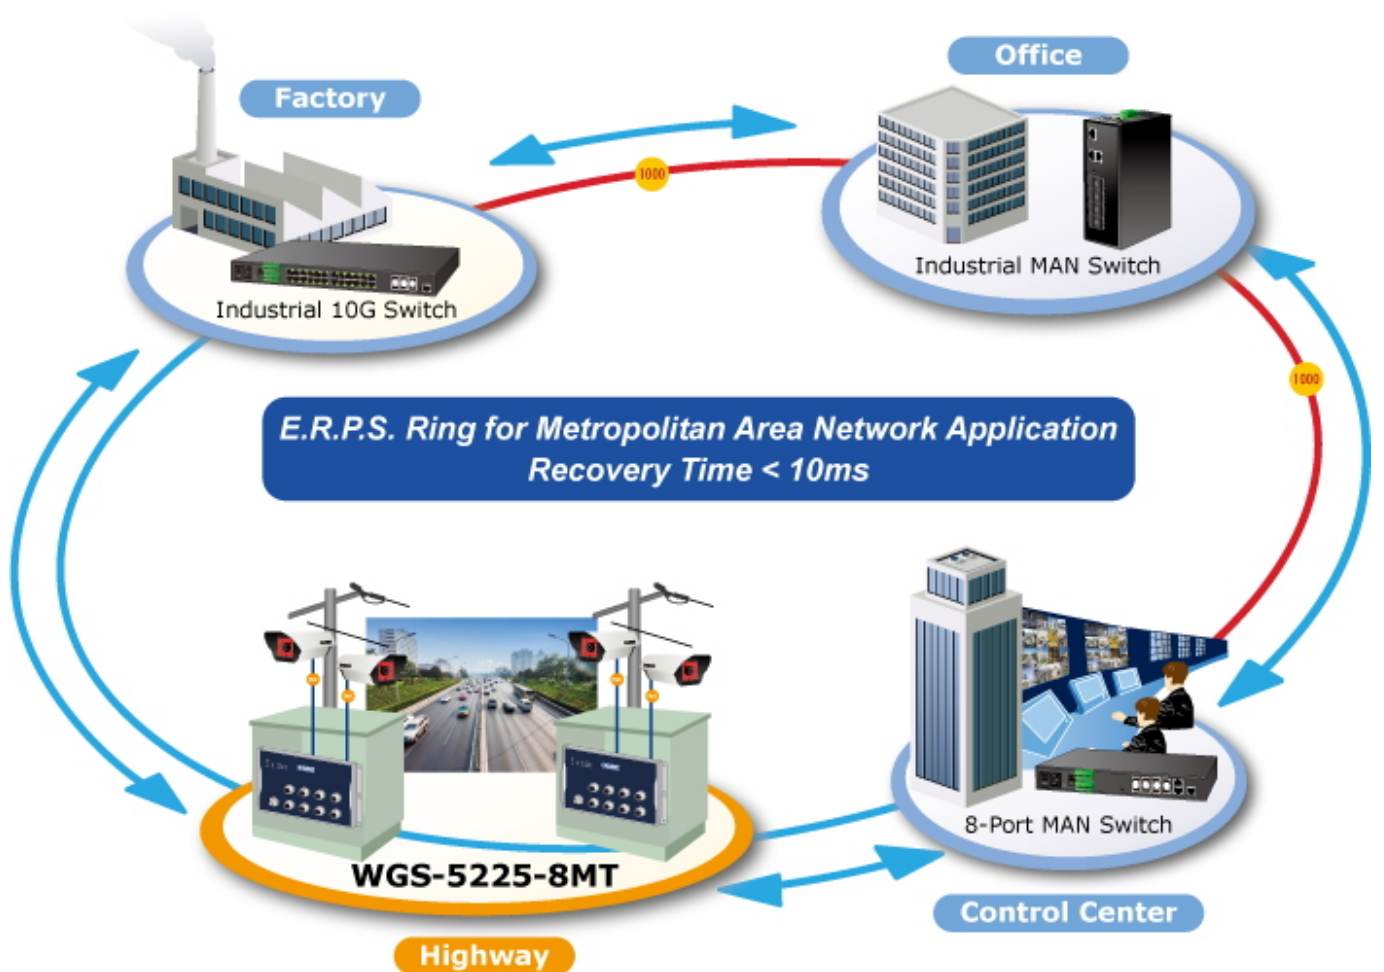 Office
Factory
1000
Industrial MAN Switch
Industrial 10G Switch
1000
E.R.P.S. Ring for Metropolitan Area Network Application
Recovery Time < 10ms
8-Port MAN Switch
WGS-5225-8MT
Control Center
Highway